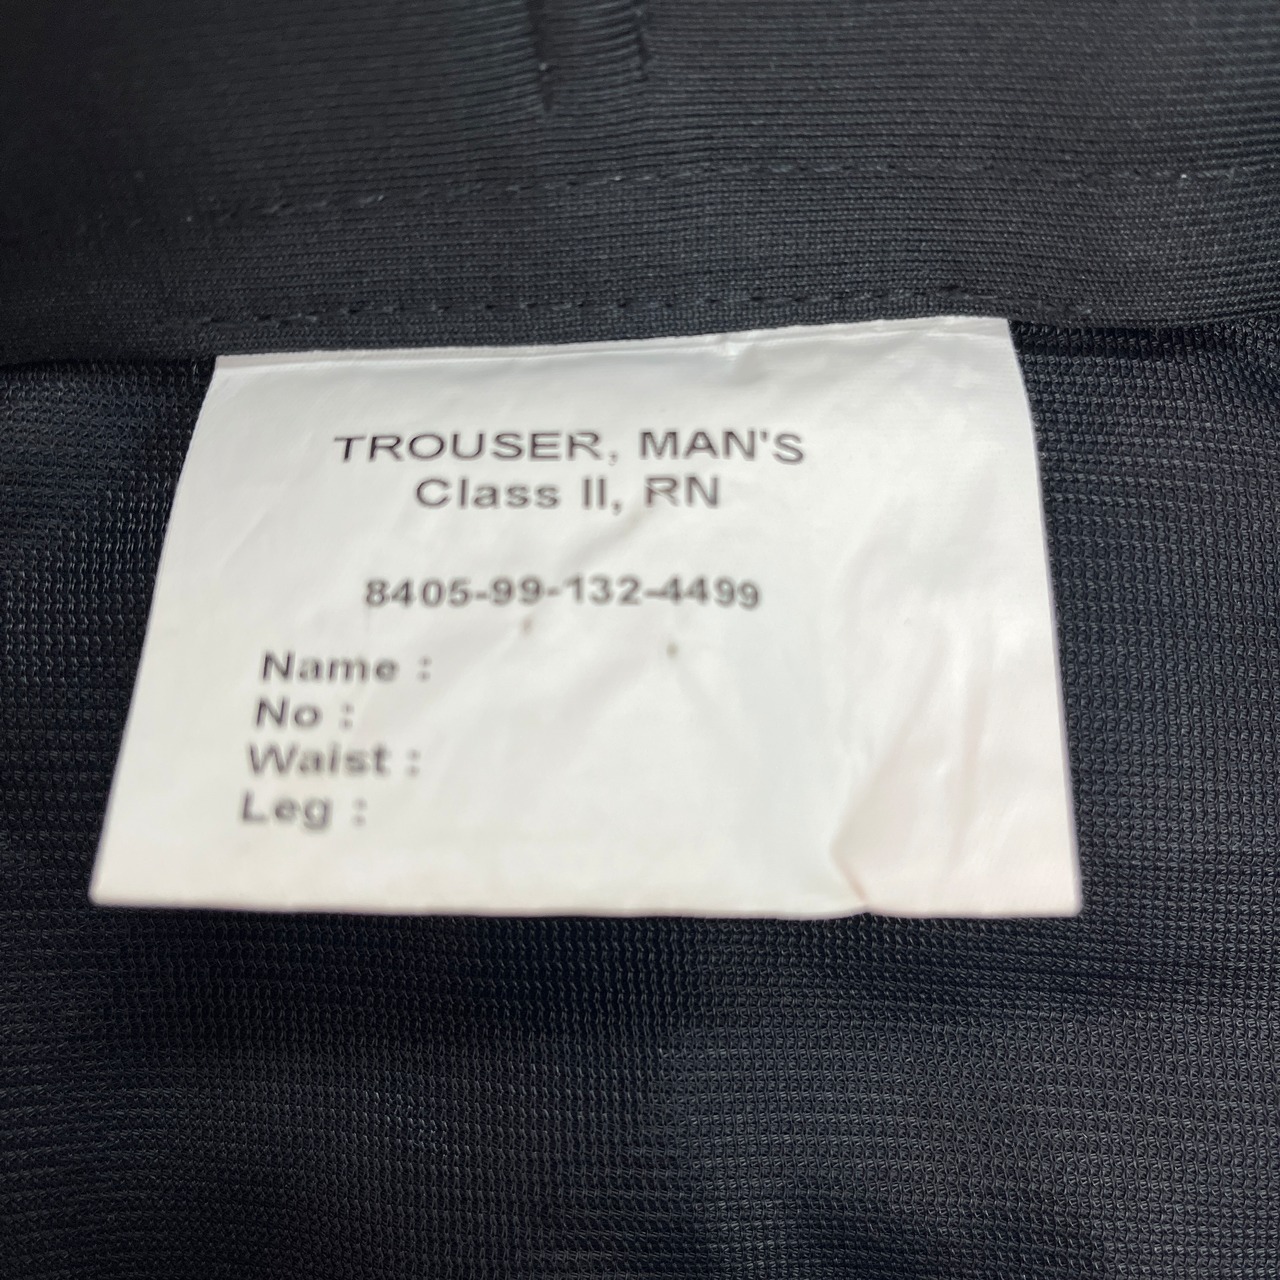 TROUSER, MAN'S
Class II, RN
8405-99-132-4499
Name :
No :
Waist :
Leg :